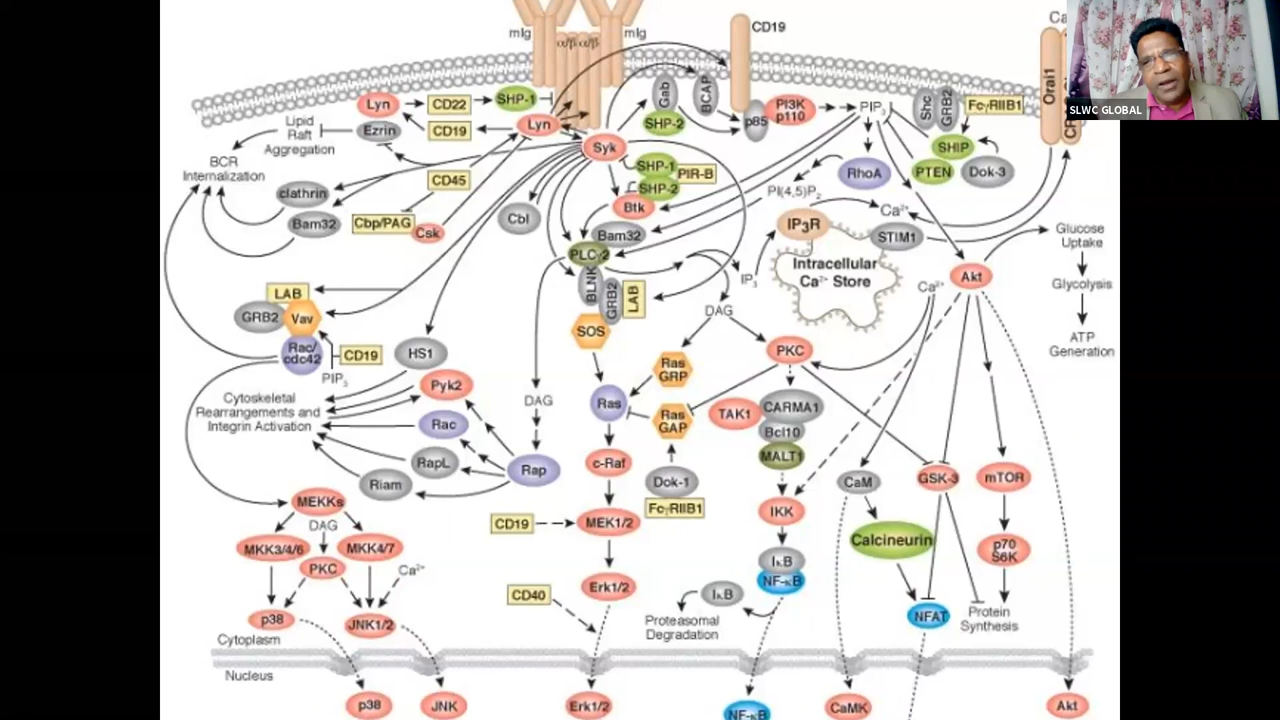 mIg
α/β
α/β
mIg
CD19
Ca
Orai1
SLWC GLOBAL
Lyn
CD22
SHP-1
Lyn
Gab
BCAP
SHP-2
p85
PI3K
p110
PIP3
Shc
GRB2
FcγRIIB1
Lipid
Raft
Aggregation
Ezrin
CD19
Syk
SHIP
BCR
Internalization
CD45
SHP-1
PIR-B
SHP-2
RhoA
PTEN
Dok-3
clathrin
Bam32
Cbp/PAG
Csk
Cbl
Btk
Bam32
PI(4,5)P2
IP3R
Ca2+
STIM1
Glucose
Uptake
PLCγ2
BLNK
GRB2
LAB
IP3
Intracellular
Ca2+ Store
Ca2+
Akt
Glycolysis
LAB
GRB2
Vav
Rac/
cdc42
CD19
PIP3
SOS
DAG
ATP
Generation
HS1
PKC
Ras
GRP
Pyk2
Cytoskeletal
Rearrangements and
Integrin Activation
Rac
DAG
Ras
Ras
GAP
TAK1
CARMA1
Bcl10
MALT1
RapL
Rap
c-Raf
Riam
Dok-1
FcγRIIB1
CaM
GSK-3
mTOR
MEKKs
DAG
CD19
MEK1/2
IKK
MKK3/4/6
MKK4/7
PKC
Ca2+
Calcineurin
p70
S6K
IκB
NF-κB
CD40
Erk1/2
IκB
Proteasomal
Degradation
p38
JNK1/2
NFAT
Protein
Synthesis
Cytoplasm
Nucleus
p38
JNK
Erk1/2
NF-κB
CaMK
Akt